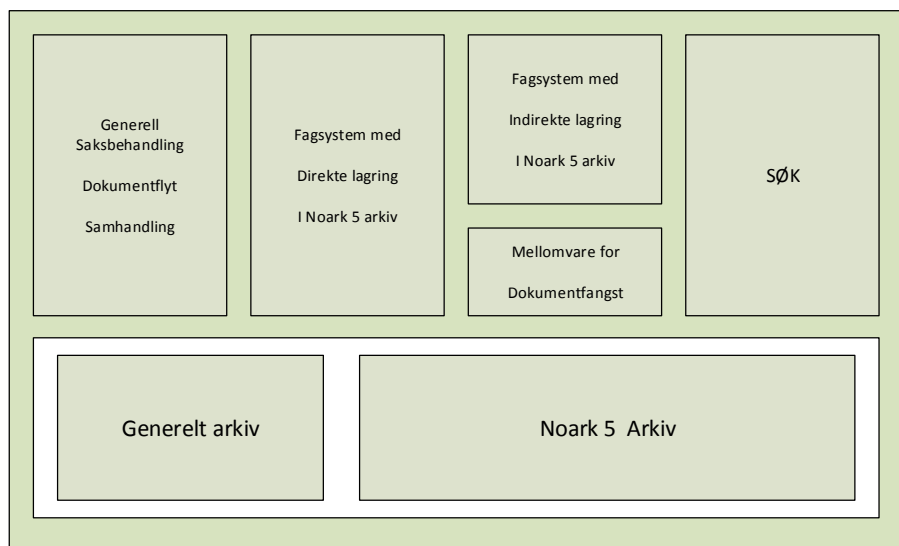 Generell
Saksbehandling
Dokumentflyt
Samhandling
Fagsystem med
Direkte lagring
I Noark 5 arkiv
Fagsystem med
Indirekte lagring
I Noark 5 arkiv
Mellomvare for
Dokumentfangst
SØK
Generelt arkiv
Noark 5 Arkiv